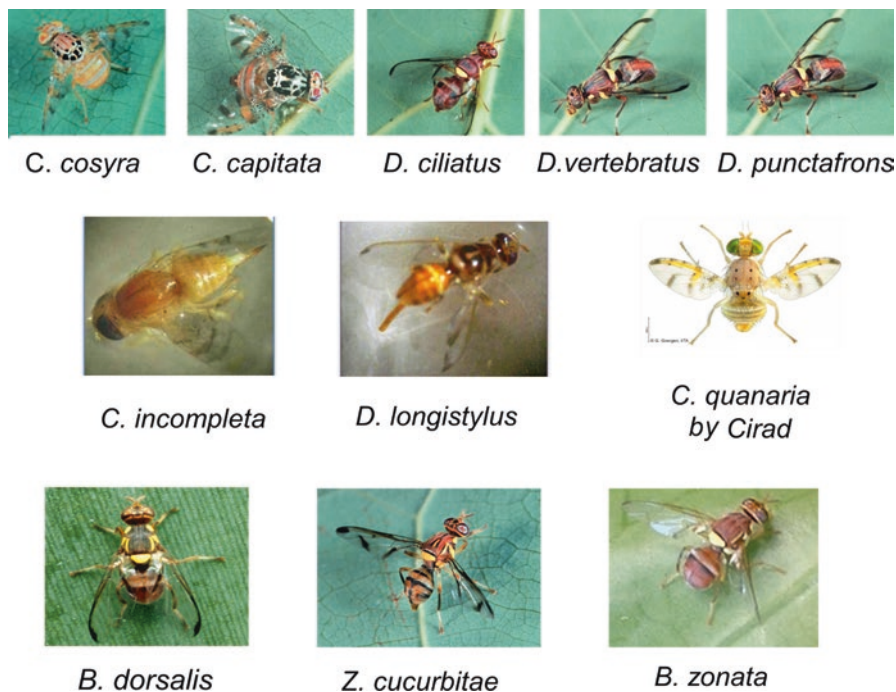 C. cosyra
C. capitata
D. ciliatus
D.vertebratus
D. punctafrons
C. incompleta
D. longistylus
C. quanaria
by Cirad
B. dorsalis
Z. cucurbitae
B. zonata